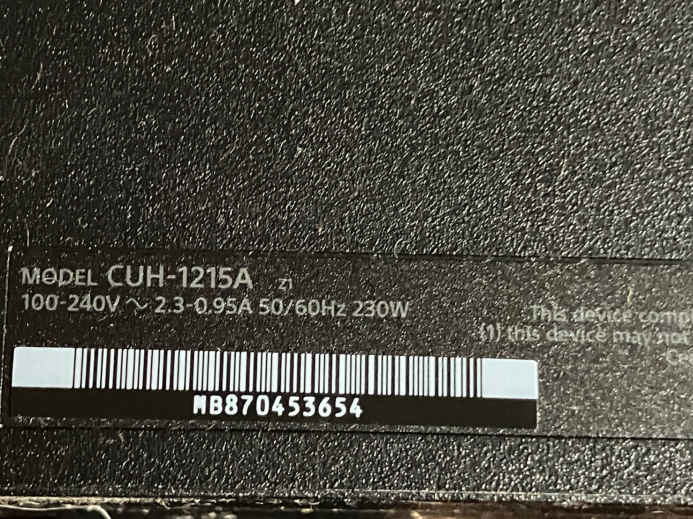 MODEL CUH-1215A Z1
100-240V ~ 2.3-0.95A 50/60Hz 230W
This device comp
(1) this device may not
MB870453654